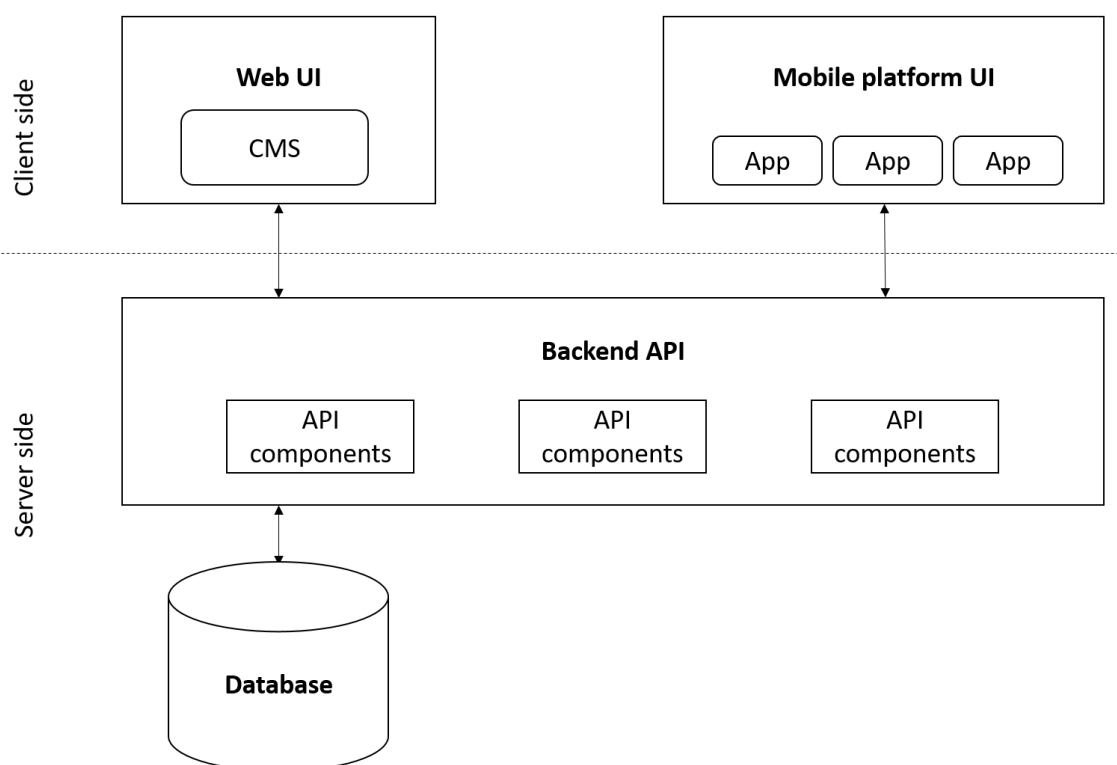 Client side
Web UI
CMS
Mobile platform UI
App
App
App
Server side
Backend API
API
components
API
components
API
components
Database